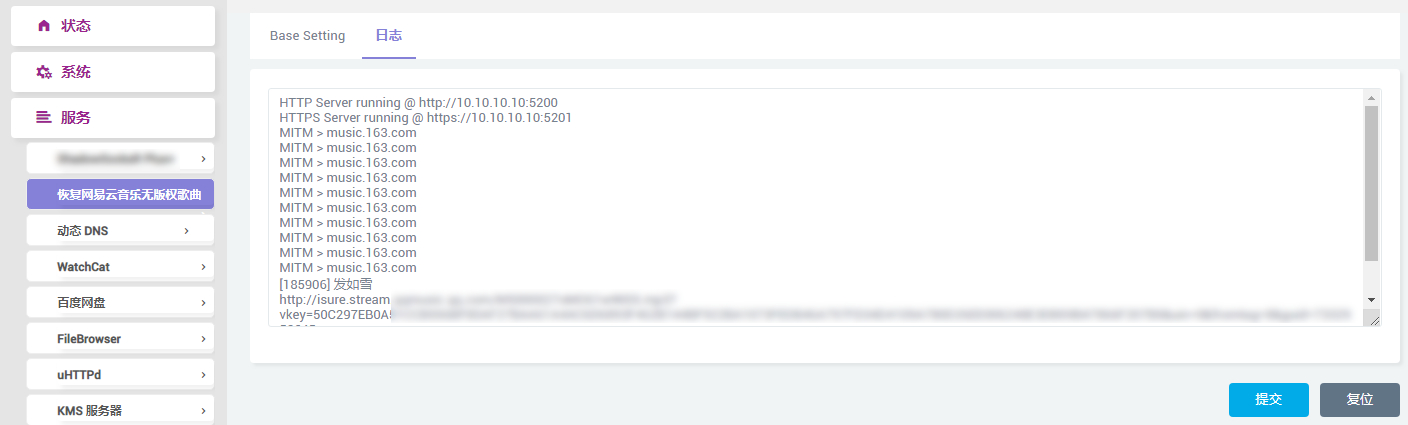 状态
系统
服务
恢复网易云音乐无版权歌曲
动态 DNS
WatchCat
百度网盘
FileBrowser
uHTTPd
KMS 服务器
Base Setting
日志
HTTP Server running @ http://10.10.10.10:5200
HTTPS Server running @ https://10.10.10.10:5201
MITM > music.163.com
MITM > music.163.com
MITM > music.163.com
MITM > music.163.com
MITM > music.163.com
MITM > music.163.com
MITM > music.163.com
MITM > music.163.com
MITM > music.163.com
MITM > music.163.com
[185906] 发如雪
http://isure.stream
vkey=50C297EB0A
提交
复位